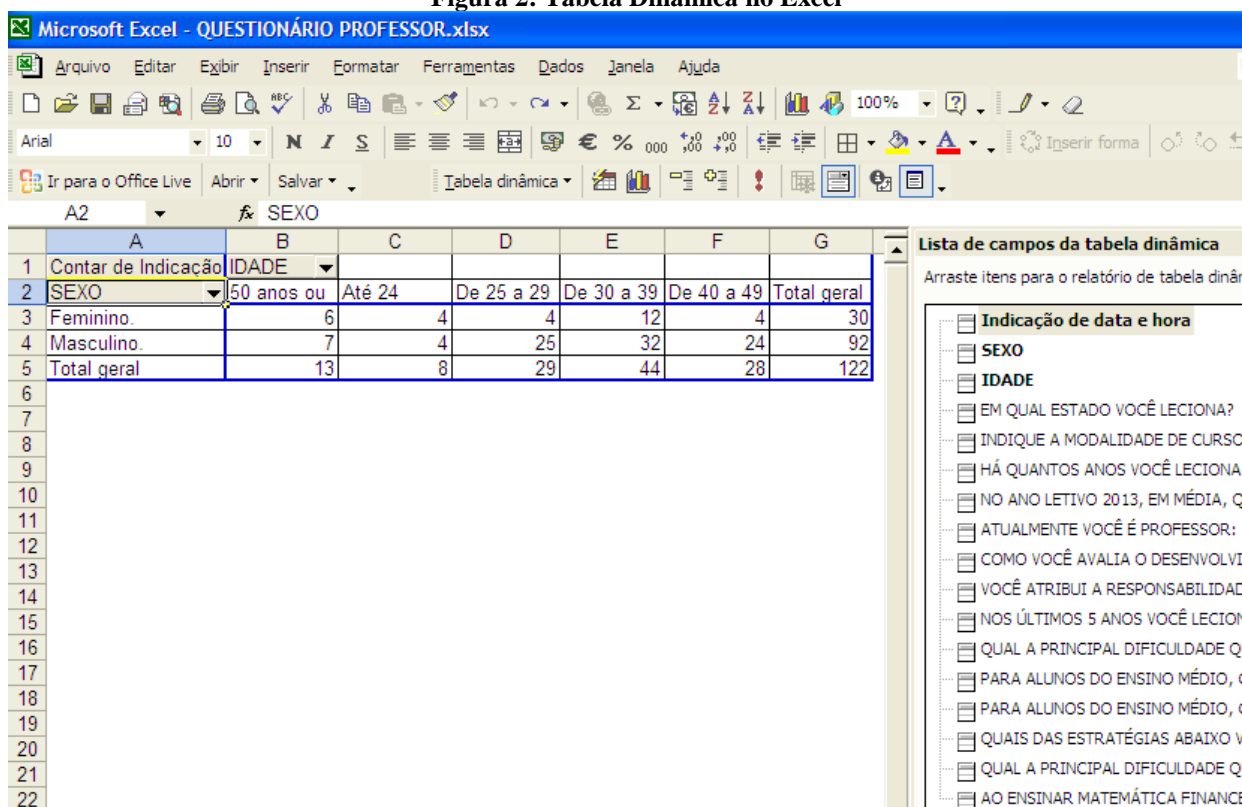 Figura 2: Tabela Dinâmica no Excel
Microsoft Excel - QUESTIONÁRIO PROFESSOR.xlsx
Arquivo Editar Exibir Inserir Formatar Ferramentas Dados Janela Ajuda
100%
Arial 10 N I S € % 000 Inserir forma
Ir para o Office Live Abrir Salvar Tabela dinâmica
A2 fx SEXO
A B C D E F G
1 Contar de Indicação IDADE
2 SEXO 50 anos ou Até 24 De 25 a 29 De 30 a 39 De 40 a 49 Total geral
3 Feminino. 6 4 4 12 4 30
4 Masculino. 7 4 25 32 24 92
5 Total geral 13 8 29 44 28 122
6
7
8
9
10
11
12
13
14
15
16
17
18
19
20
21
22
Lista de campos da tabela dinâmica
Arraste itens para o relatório de tabela dinâ
Indicação de data e hora
SEXO
IDADE
EM QUAL ESTADO VOCÊ LECIONA?
INDIQUE A MODALIDADE DE CURSO
HÁ QUANTOS ANOS VOCÊ LECIONA
NO ANO LETIVO 2013, EM MÉDIA, Q
ATUALMENTE VOCÊ É PROFESSOR:
COMO VOCÊ AVALIA O DESENVOLVI
VOCÊ ATRIBUI A RESPONSABILIDAD
NOS ÚLTIMOS 5 ANOS VOCÊ LECION
QUAL A PRINCIPAL DIFICULDADE Q
PARA ALUNOS DO ENSINO MÉDIO,
PARA ALUNOS DO ENSINO MÉDIO,
QUAIS DAS ESTRATÉGIAS ABAIXO V
QUAL A PRINCIPAL DIFICULDADE Q
AO ENSINAR MATEMÁTICA FINANCE